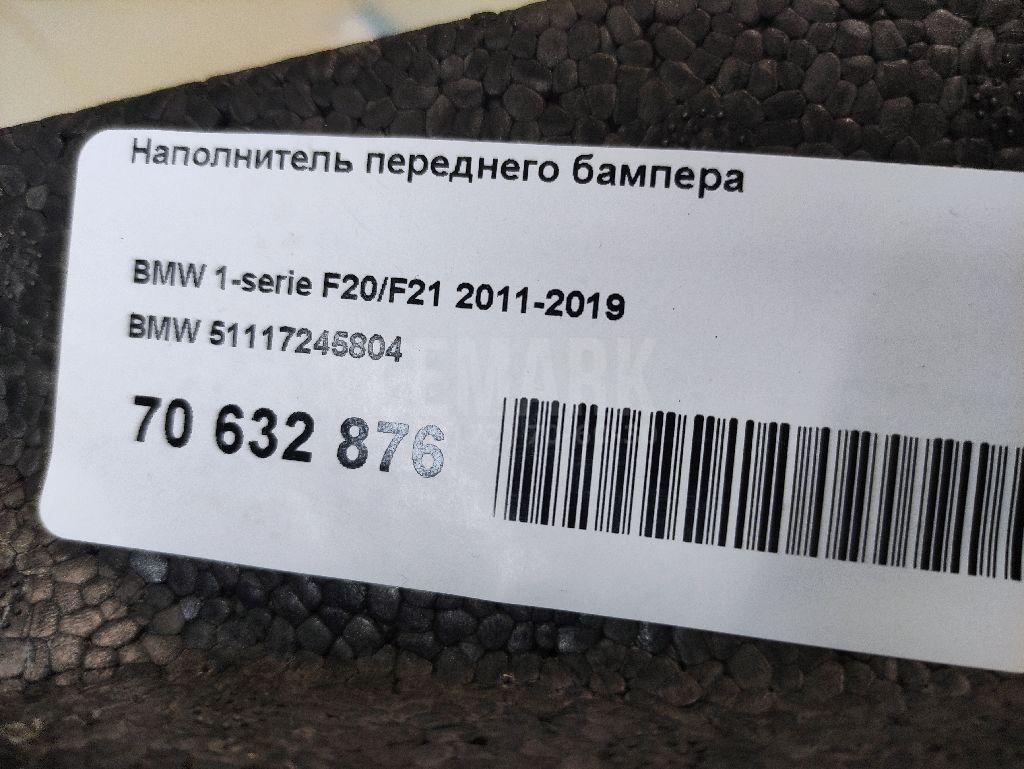 Наполнитель переднего бампера
BMW 1-serie F20/F21 2011-2019
BMW 51117245804
70 632 876